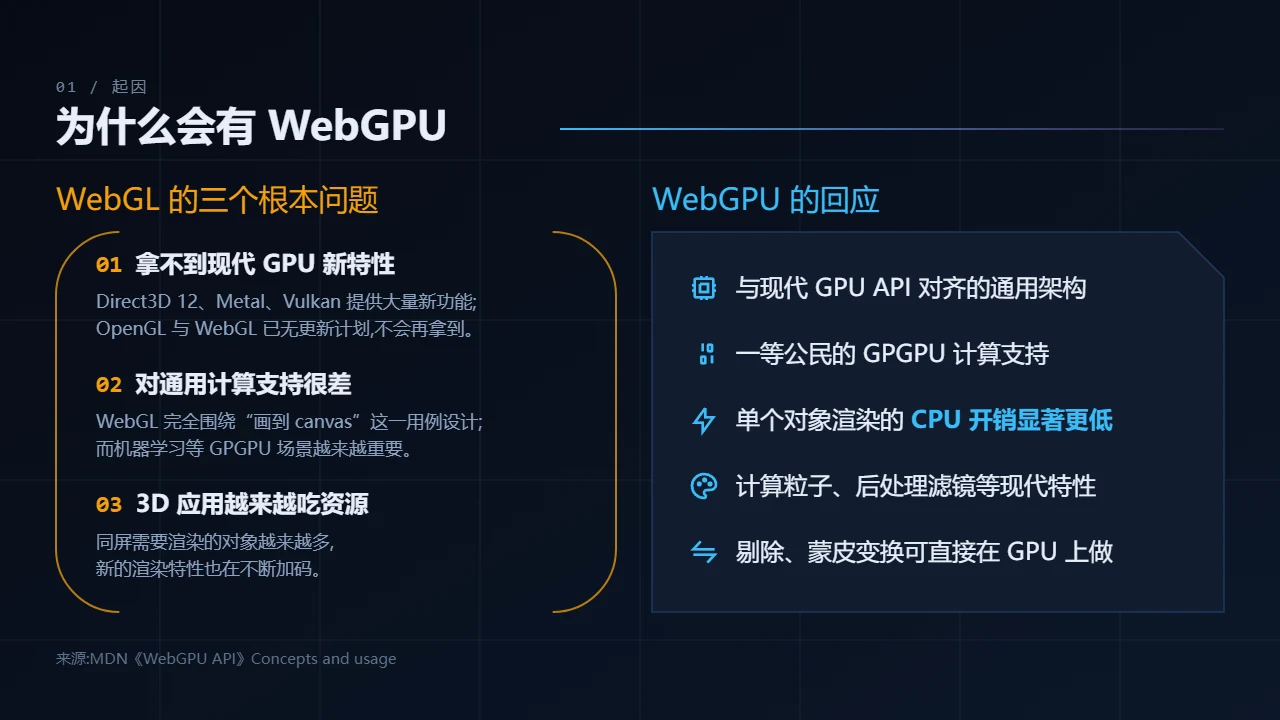 01 / 起因
为什么会有 WebGPU
WebGL 的三个根本问题
01 拿不到现代 GPU 新特性
Direct3D 12、Metal、Vulkan 提供大量新功能;
OpenGL 与 WebGL 已无更新计划,不会再拿到。
02 对通用计算支持很差
WebGL 完全围绕“画到 canvas”这一用例设计;
而机器学习等 GPGPU 场景越来越重要。
03 3D 应用越来越吃资源
同屏需要渲染的对象越来越多,
新的渲染特性也在不断加码。
WebGPU 的回应
与现代 GPU API 对齐的通用架构
一等公民的 GPGPU 计算支持
单个对象渲染的 CPU 开销显著更低
计算粒子、后处理滤镜等现代特性
剔除、蒙皮变换可直接在 GPU 上做
来源:MDN《WebGPU API》Concepts and usage